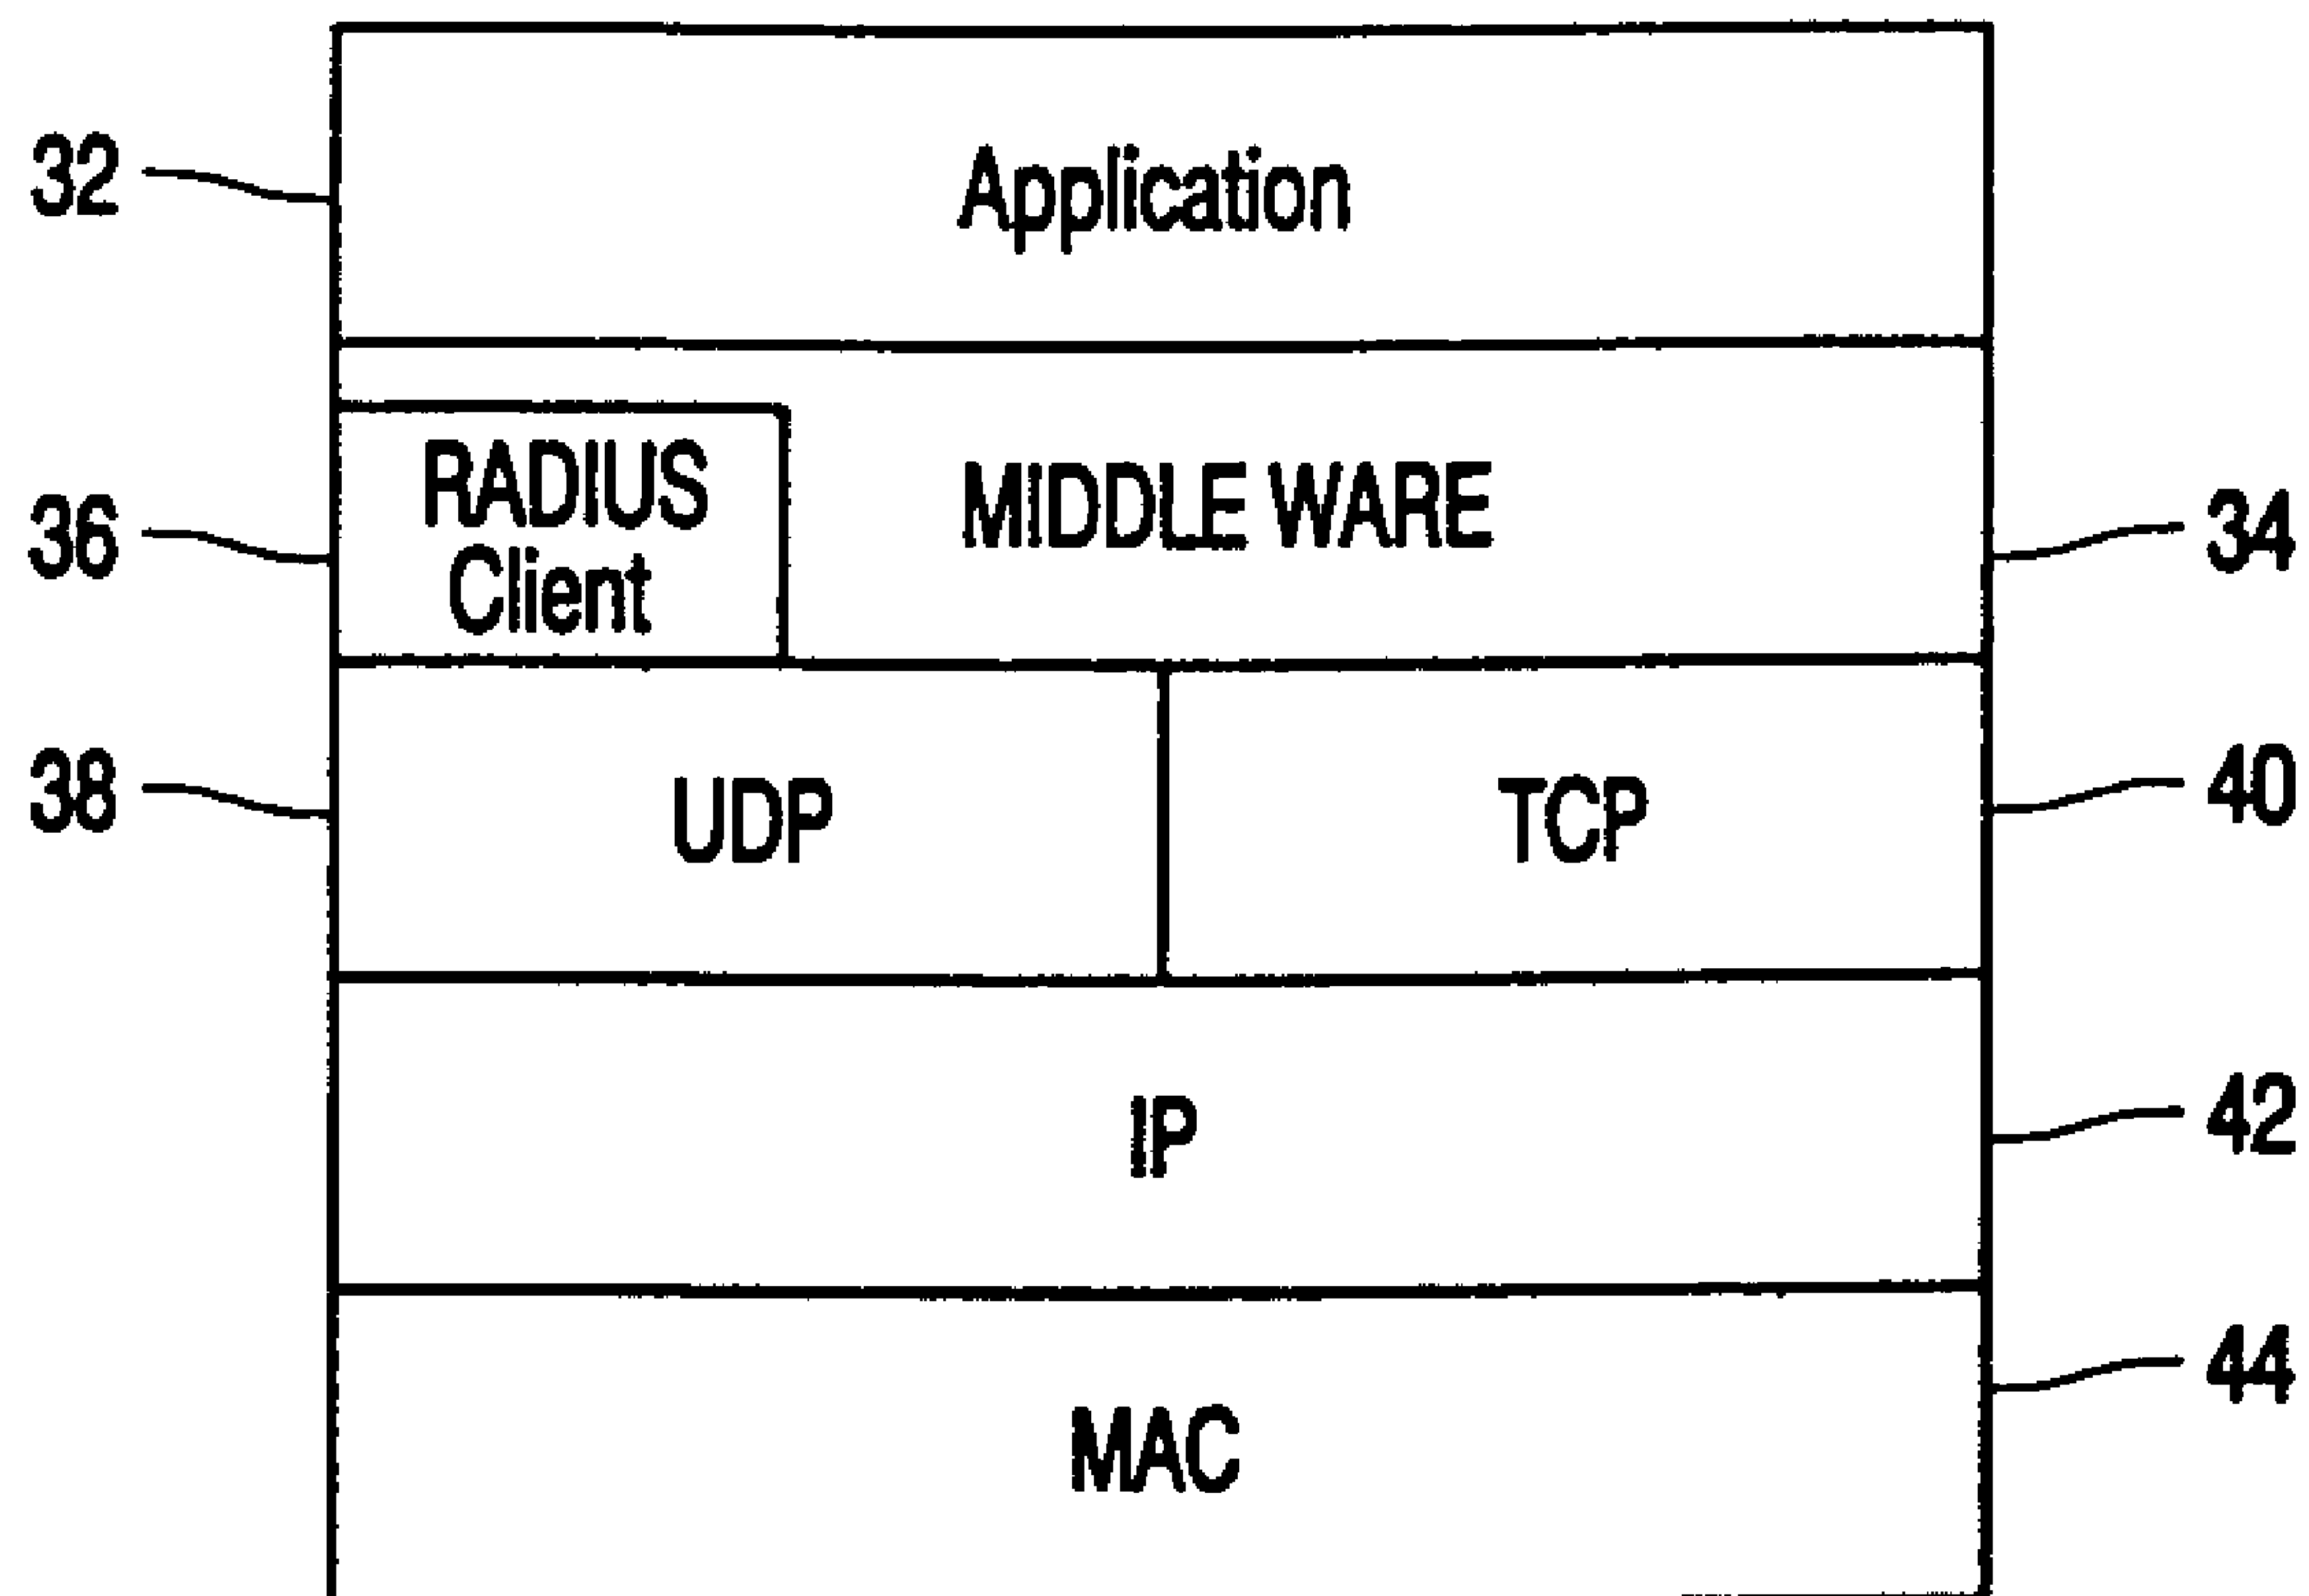 32
Application
36
RADIUS
Client
MIDDLE WARE
34
38
UDP
TCP
40
IP
42
MAC
44